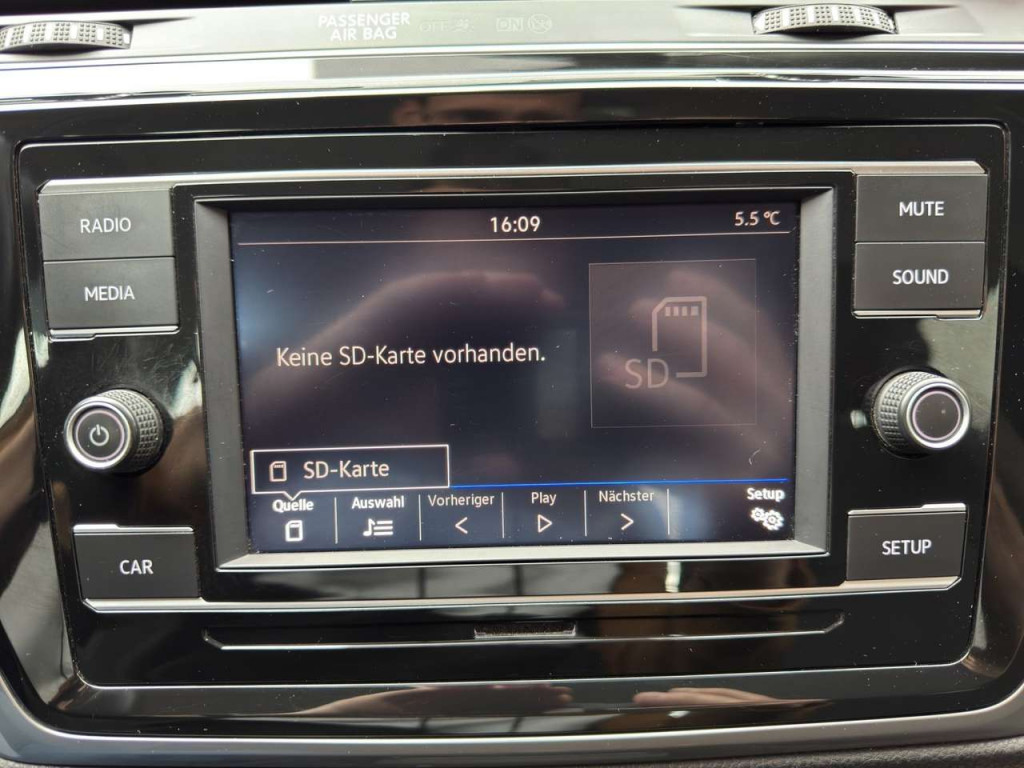 PASSENGER
AIR BAG
OFF
ON
RADIO
MEDIA
MUTE
SOUND
16:09
5.5 °C
Keine SD-Karte vorhanden.
SD
SD-Karte
Quelle
Auswahl
Vorheriger
Play
Nächster
Setup
CAR
SETUP